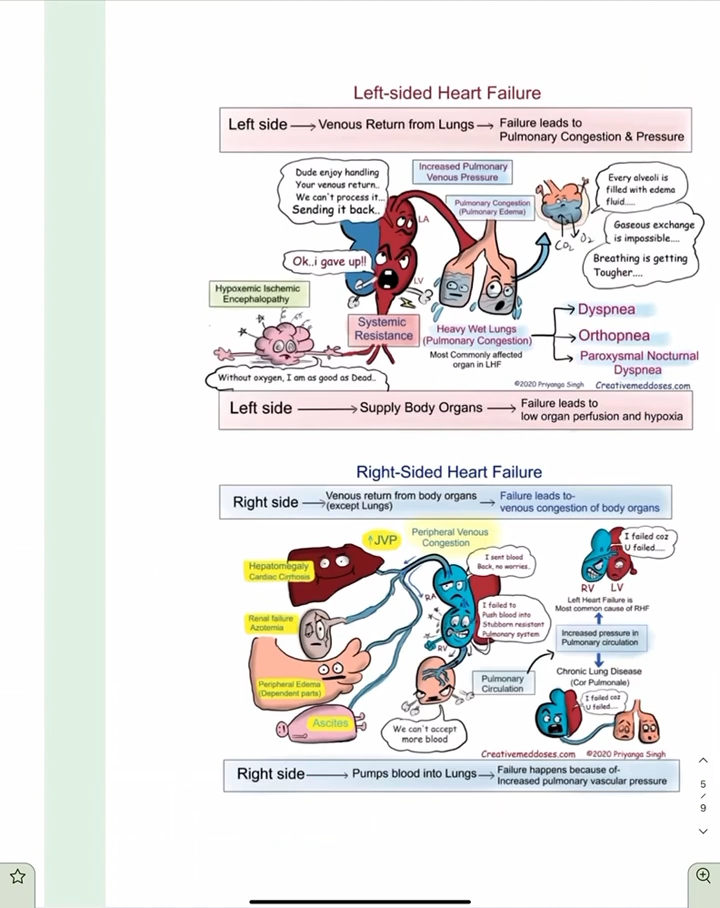 Left-sided Heart Failure
Left side → Venous Return from Lungs → Failure leads to
Pulmonary Congestion & Pressure
Dude enjoy handling
Your venous return..
We can't process it...
Sending it back..
Increased Pulmonary
Venous Pressure
Pulmonary Congestion
(Pulmonary Edema)
Every alveoli is
filled with edema
fluid.....
Gaseous exchange
is impossible....
Breathing is getting
Tougher....
CO₂
O₂
LA
Ok..i gave up!!
LV
Hypoxemic Ischemic
Encephalopathy
Systemic
Resistance
Heavy Wet Lungs
(Pulmonary Congestion)
Most Commonly affected
organ in LHF
Dyspnea
Orthopnea
Paroxysmal Nocturnal
Dyspnea
Without oxygen, I am as good as Dead..
©2020 Priyanga Singh Creativemeddoses.com
Left side → Supply Body Organs → Failure leads to
low organ perfusion and hypoxia
Right-Sided Heart Failure
Right side → Venous return from body organs
(except Lungs)
→ Failure leads to-
venous congestion of body organs
↑JVP
Peripheral Venous
Congestion
I sent blood
Back, no worries..
I failed coz
U failed....
Hepatomegaly
Cardiac Cirrhosis
RV LV
RA
Left Heart Failure is
Most common cause of RHF
I failed to
Push blood into
Stubborn resistant
Pulmonary system
Renal failure
Azotemia
RV
Increased pressure in
Pulmonary circulation
Peripheral Edema
(Dependent parts)
Pulmonary
Circulation
Chronic Lung Disease
(Cor Pulmonale)
I failed coz
U failed....
Ascites
We can't accept
more blood
Creativemeddoses.com ©2020 Priyanga Singh
Right side → Pumps blood into Lungs → Failure happens because of-
Increased pulmonary vascular pressure
5
/
9